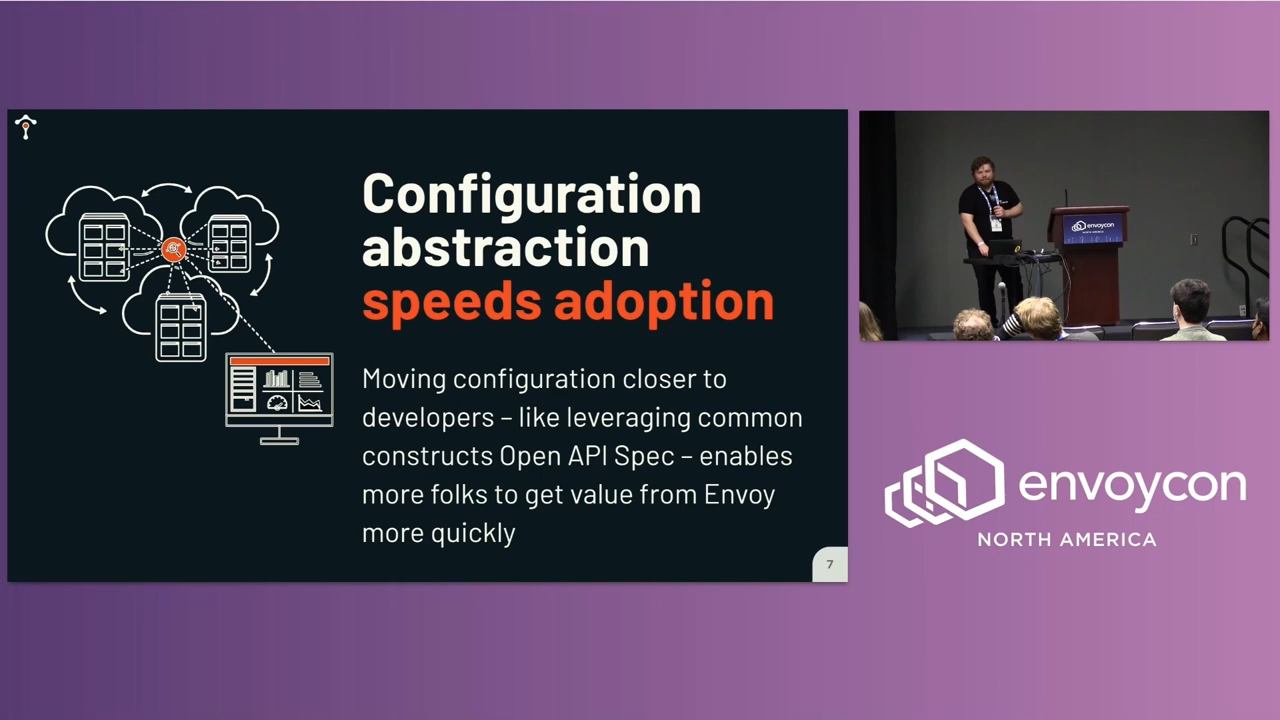 Configuration
abstraction
speeds adoption
Moving configuration closer to
developers – like leveraging common
constructs Open API Spec – enables
more folks to get value from Envoy
more quickly
7
envoycon
envoycon
NORTH AMERICA